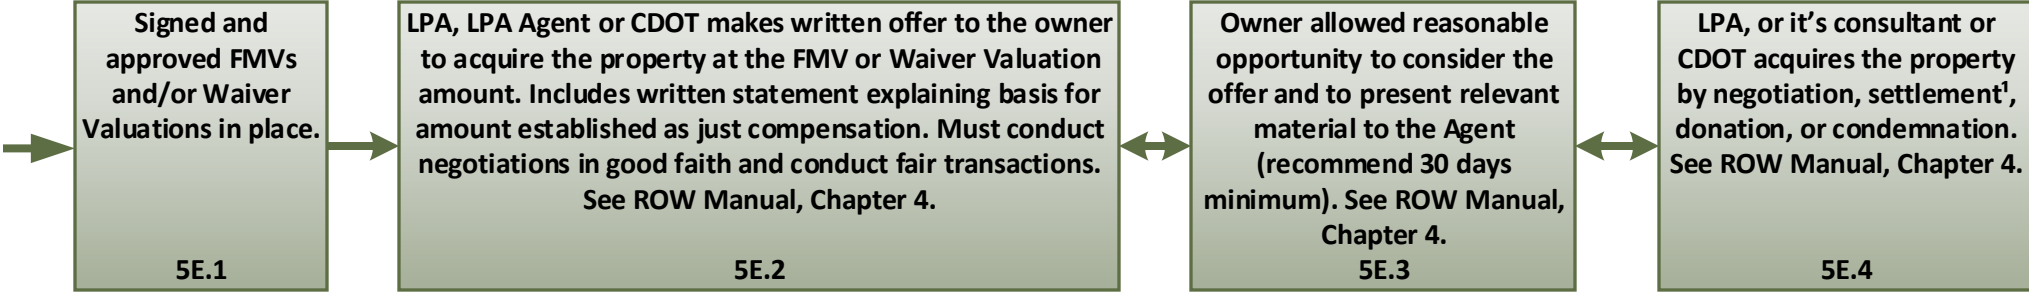 Signed and
approved FMVs
and/or Waiver
Valuations in place.
5E.1
LPA, LPA Agent or CDOT makes written offer to the owner
to acquire the property at the FMV or Waiver Valuation
amount. Includes written statement explaining basis for
amount established as just compensation. Must conduct
negotiations in good faith and conduct fair transactions.
See ROW Manual, Chapter 4.
5E.2
Owner allowed reasonable
opportunity to consider the
offer and to present relevant
material to the Agent
(recommend 30 days
minimum). See ROW Manual,
Chapter 4.
5E.3
LPA, or it’s consultant or
CDOT acquires the property
by negotiation, settlement¹,
donation, or condemnation.
See ROW Manual, Chapter 4.
5E.4